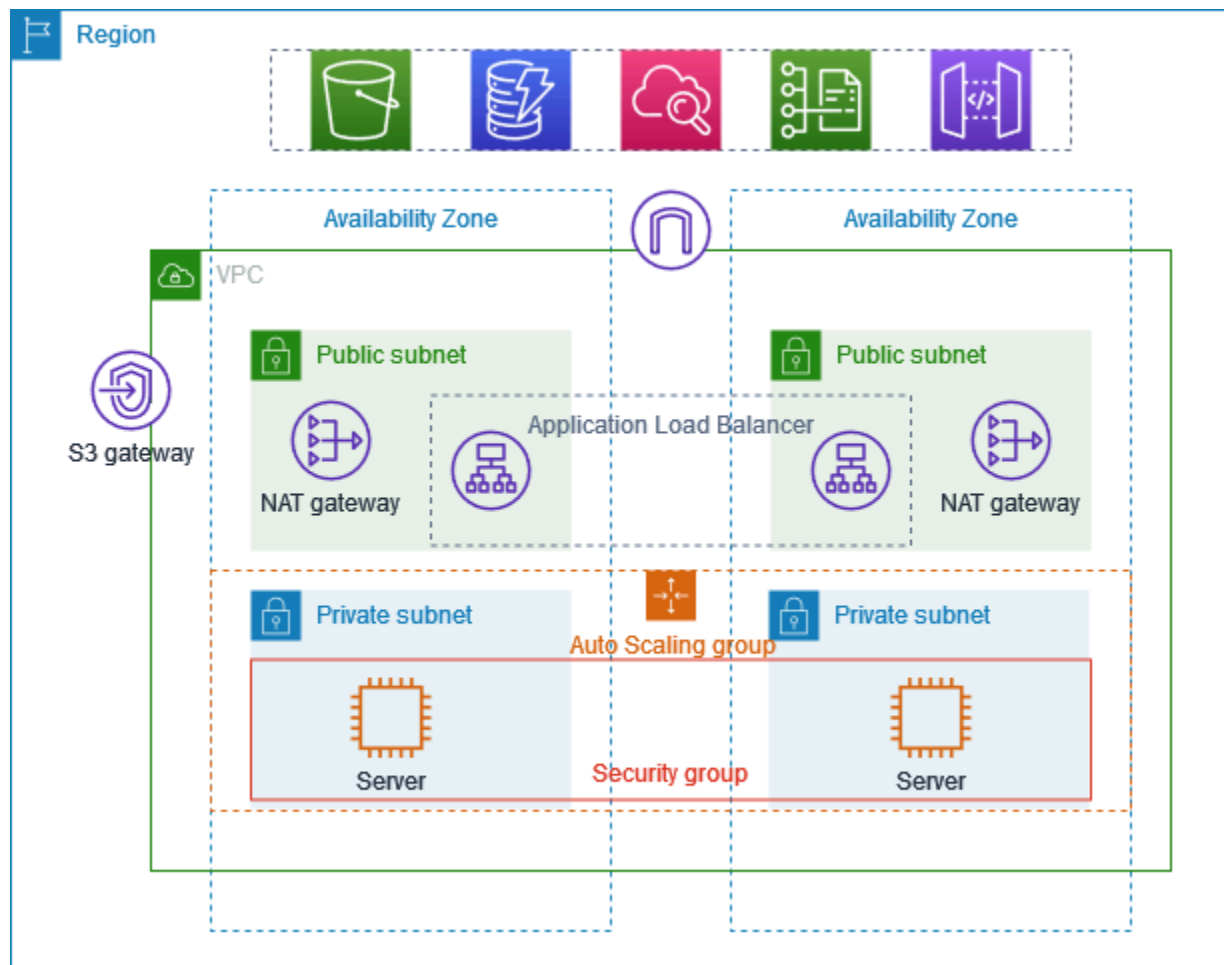 Region
Availability Zone
Availability Zone
VPC
Public subnet
Public subnet
Application Load Balancer
S3 gateway
NAT gateway
NAT gateway
Private subnet
Private subnet
Auto Scaling group
Security group
Server
Server